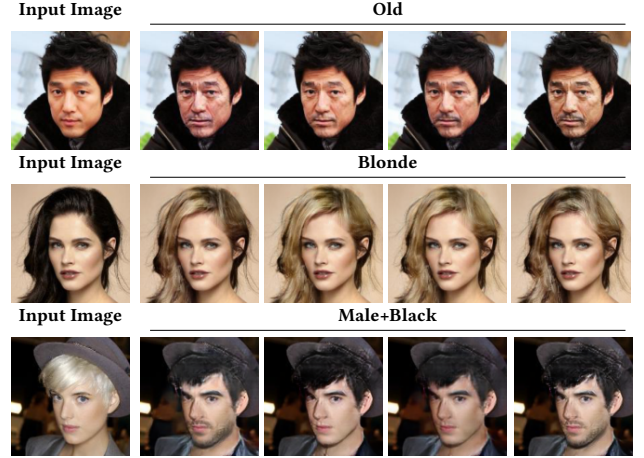 Input Image Old
Input Image Blonde
Input Image Male+Black